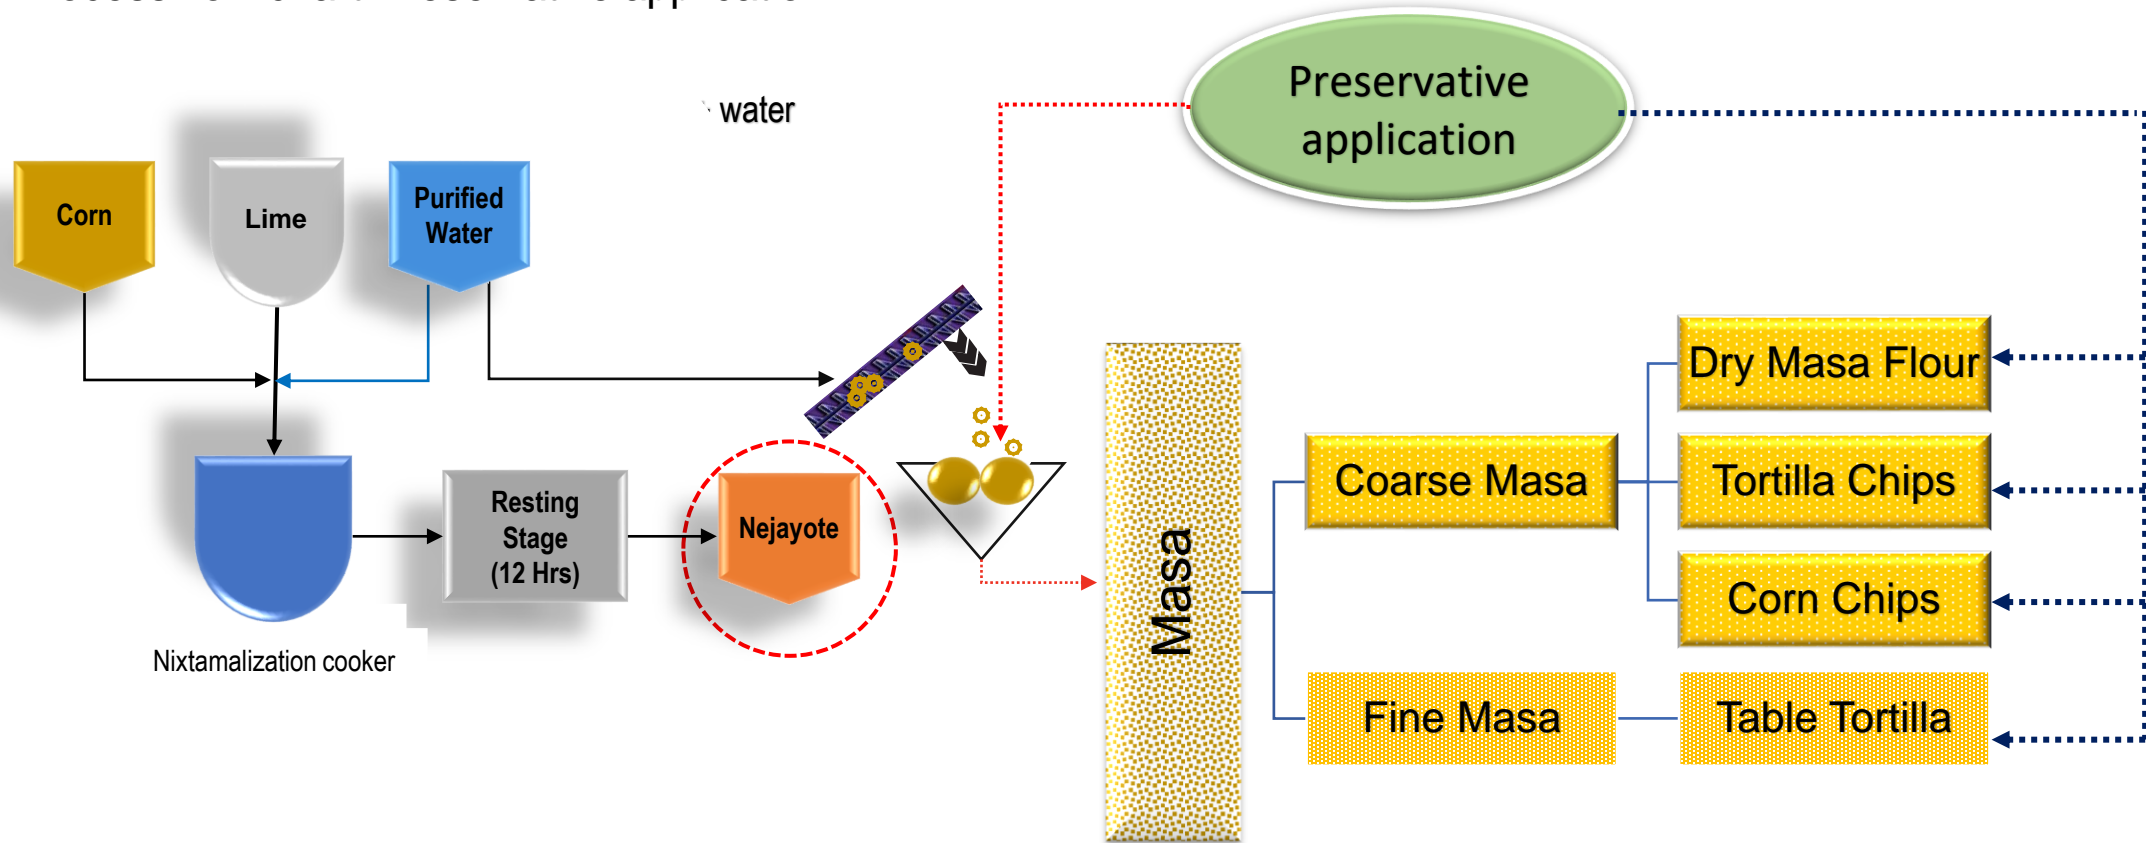 water
Preservative
application
Corn
Lime
Purified
Water
Dry Masa Flour
Coarse Masa
Tortilla Chips
Resting
Stage
(12 Hrs)
Nejayote
Masa
Corn Chips
Nixtamalization cooker
Fine Masa
Table Tortilla